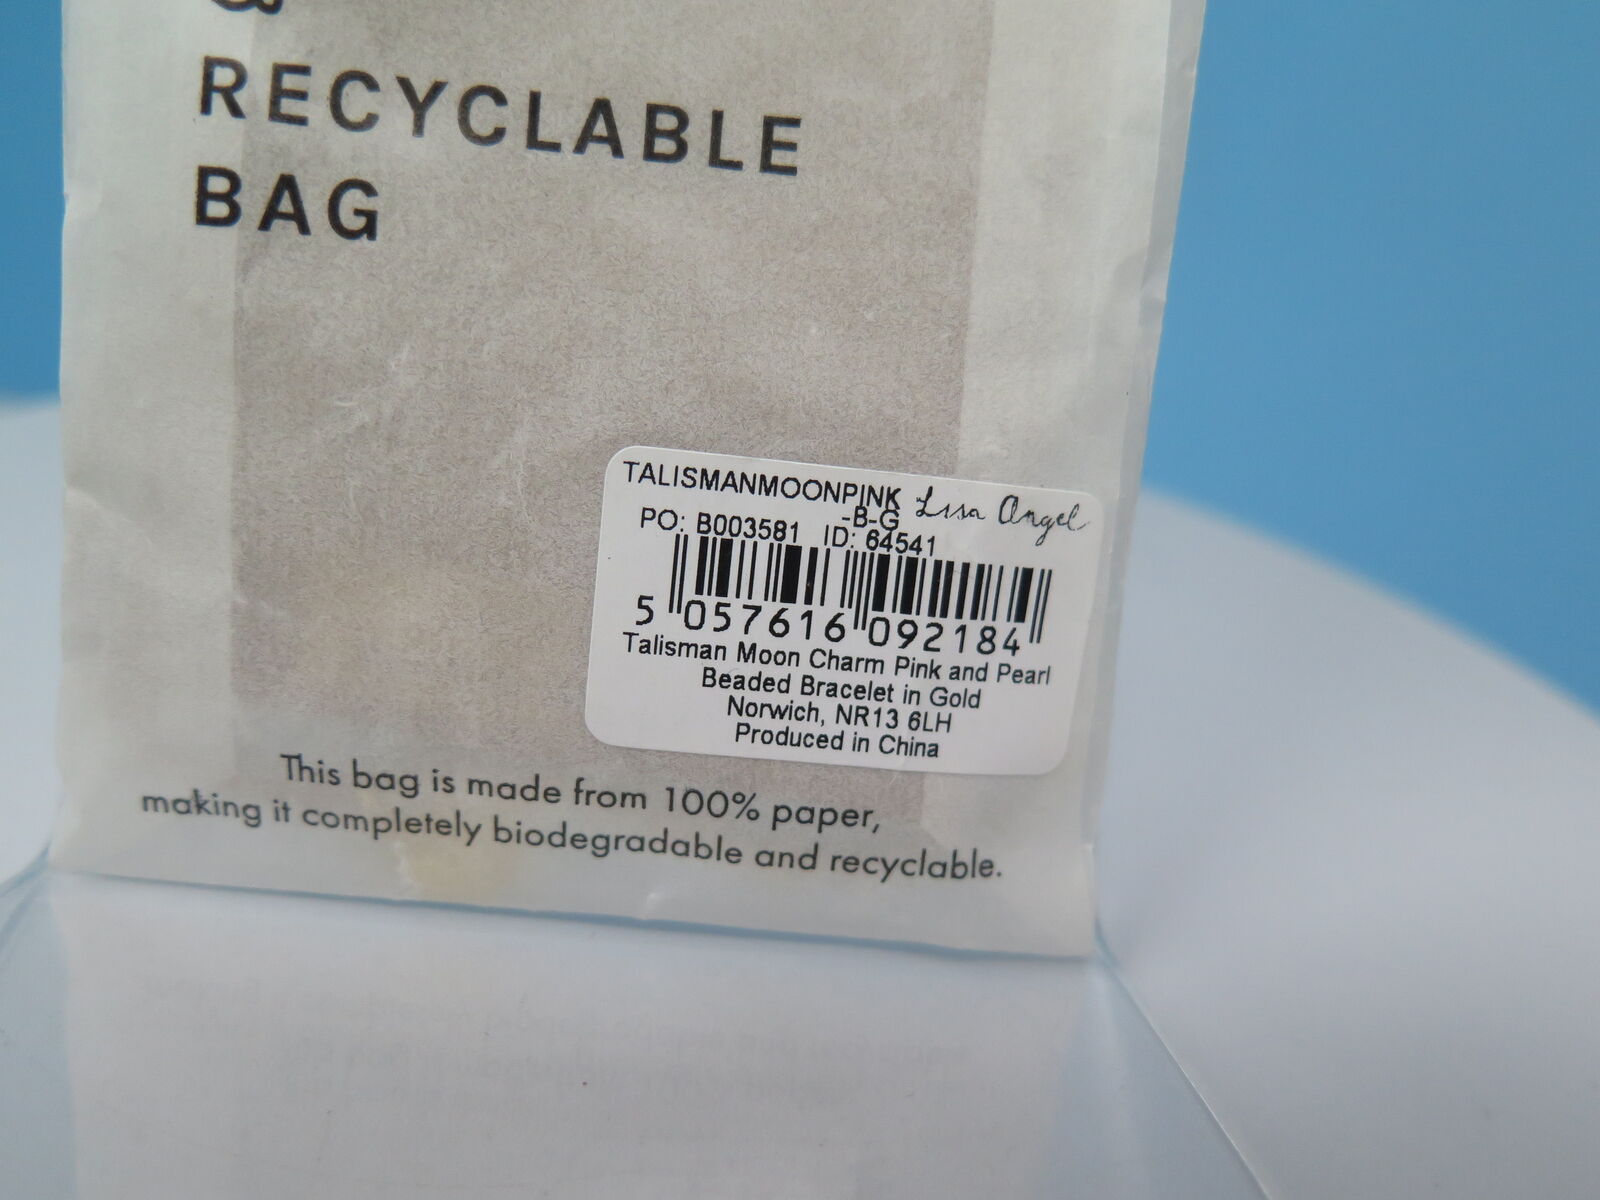 &
RECYCLABLE
BAG
TALISMANMOONPINK Lisa Angel
-B-G
PO: B003581 ID: 64541
5 057616 092184
Talisman Moon Charm Pink and Pearl
Beaded Bracelet in Gold
Norwich, NR13 6LH
Produced in China
This bag is made from 100% paper,
making it completely biodegradable and recyclable.